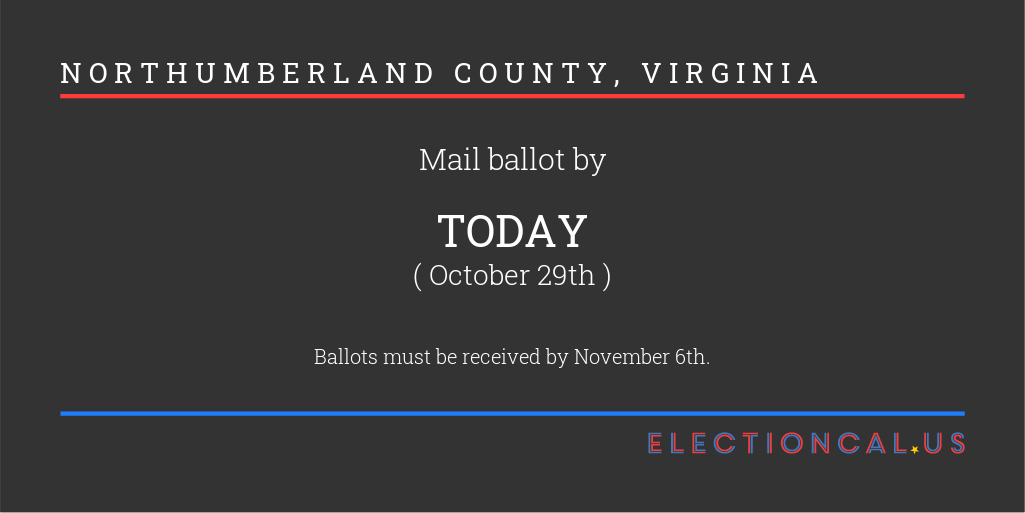 NORTHUMBERLAND COUNTY, VIRGINIA
Mail ballot by
TODAY
( October 29th )
Ballots must be received by November 6th.
ELECTIONCAL.US